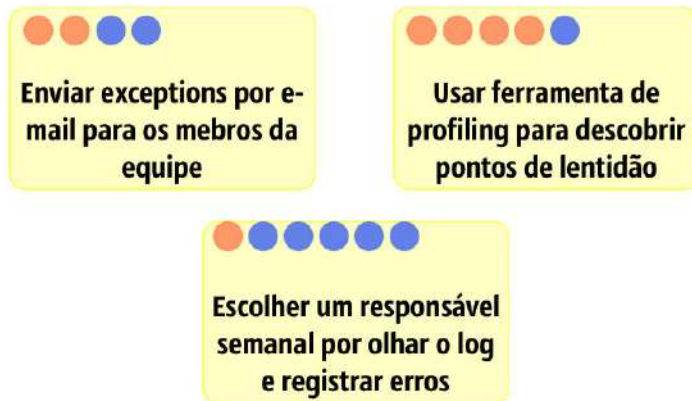 Enviar exceptions por e-
mail para os mebros da
equipe
Usar ferramenta de
profiling para descobrir
pontos de lentidão
Escolher um responsável
semanal por olhar o log
e registrar erros